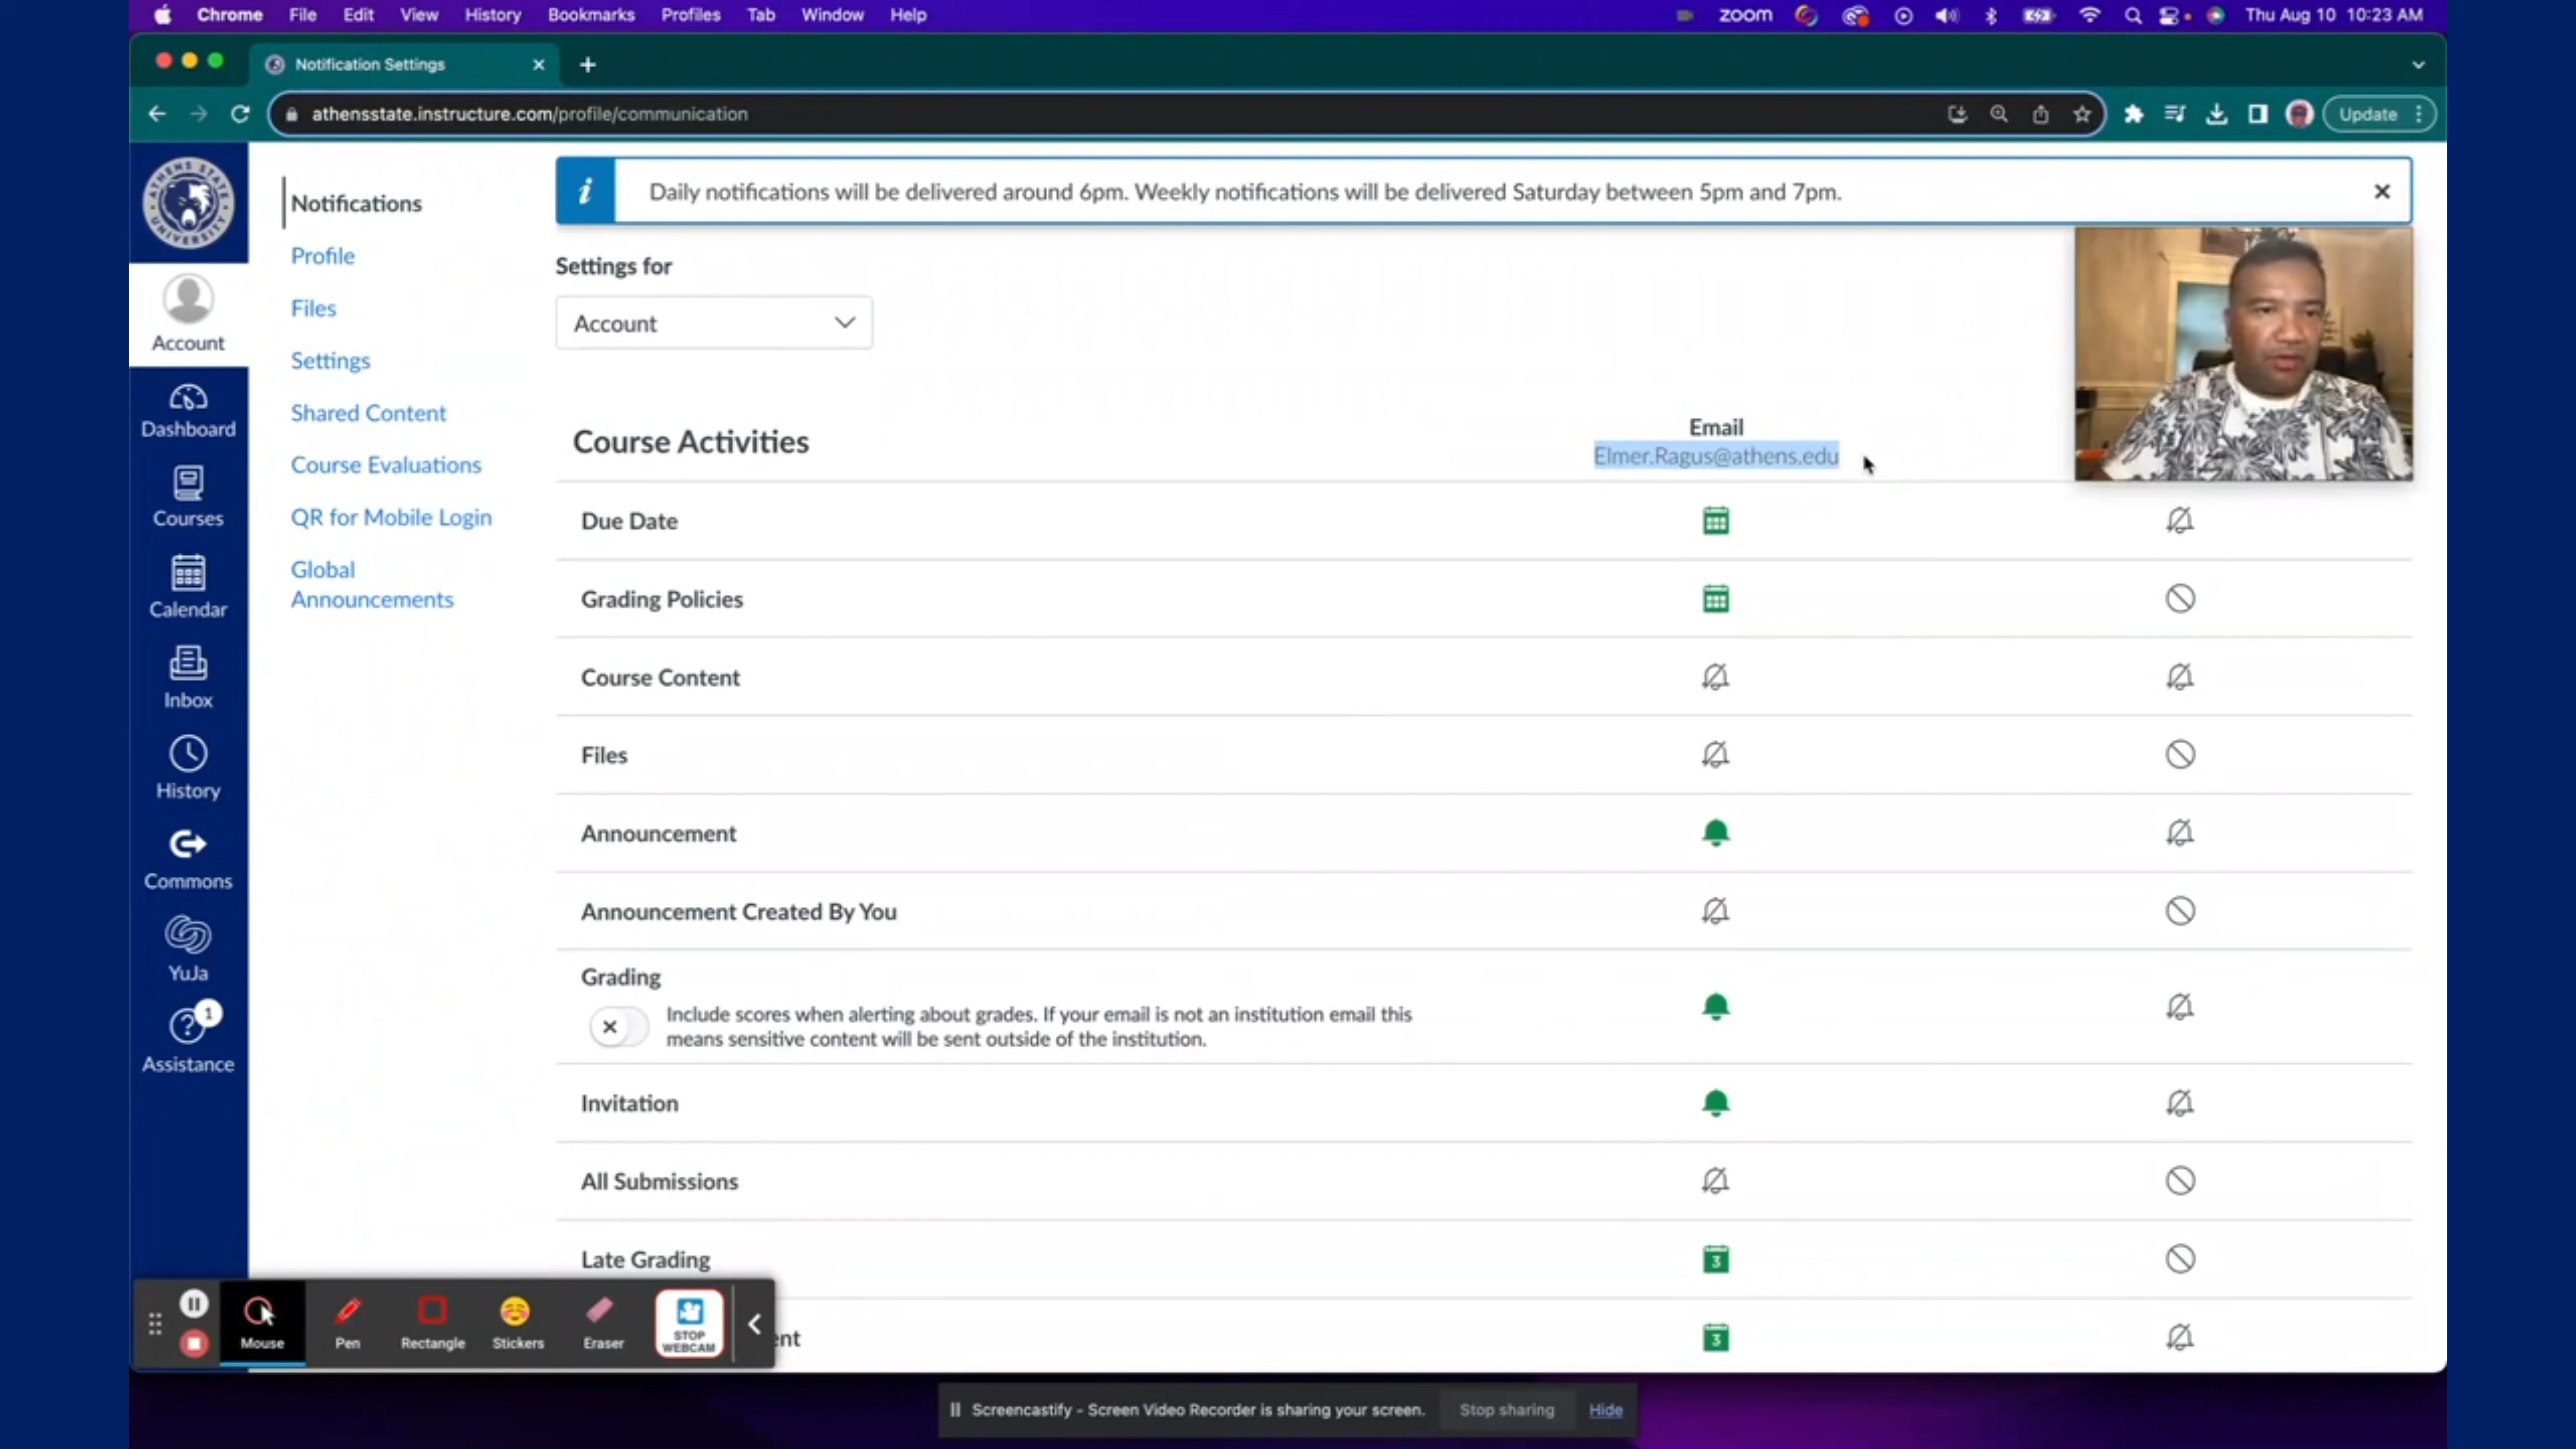 Chrome File Edit View History Bookmarks Profiles Tab Window Help
zoom Thu Aug 10 10:23 AM
Notification Settings
athensstate.instructure.com/profile/communication
Update
ATHENS STATE UNIVERSITY
Account
Dashboard
Courses
Calendar
Inbox
History
Commons
YuJa
1
Assistance
Notifications
Profile
Files
Settings
Shared Content
Course Evaluations
QR for Mobile Login
Global
Announcements
i
Daily notifications will be delivered around 6pm. Weekly notifications will be delivered Saturday between 5pm and 7pm.
Settings for
Account
Course Activities
Email
Elmer.Ragus@athens.edu
Due Date
Grading Policies
Course Content
Files
Announcement
Announcement Created By You
Grading
Include scores when alerting about grades. If your email is not an institution email this
means sensitive content will be sent outside of the institution.
Invitation
All Submissions
Late Grading
3
ent
3
Mouse
Pen
Rectangle
Stickers
Eraser
STOP
WEBCAM
Screencastify - Screen Video Recorder is sharing your screen.
Stop sharing
Hide